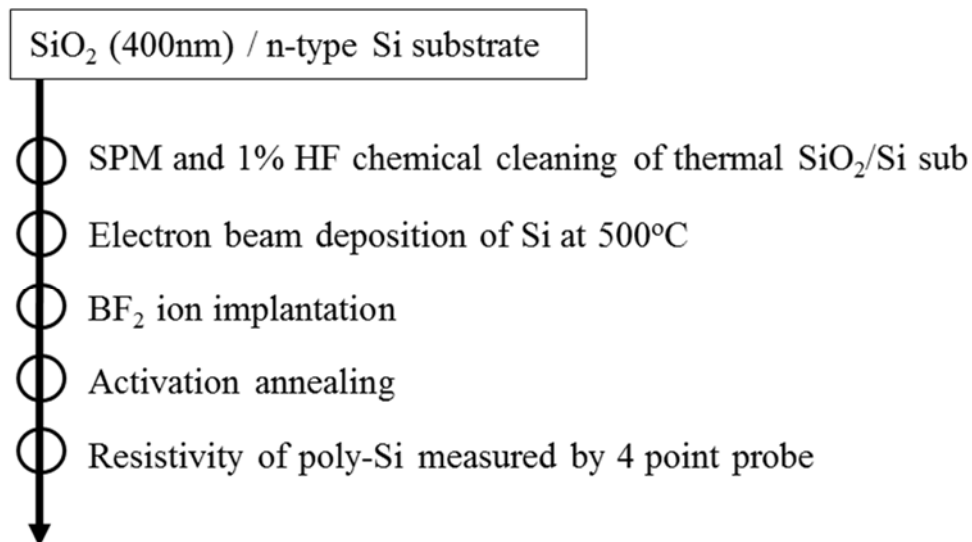 SiO₂ (400nm) / n-type Si substrate
SPM and 1% HF chemical cleaning of thermal SiO₂/Si sub
Electron beam deposition of Si at 500°C
BF₂ ion implantation
Activation annealing
Resistivity of poly-Si measured by 4 point probe